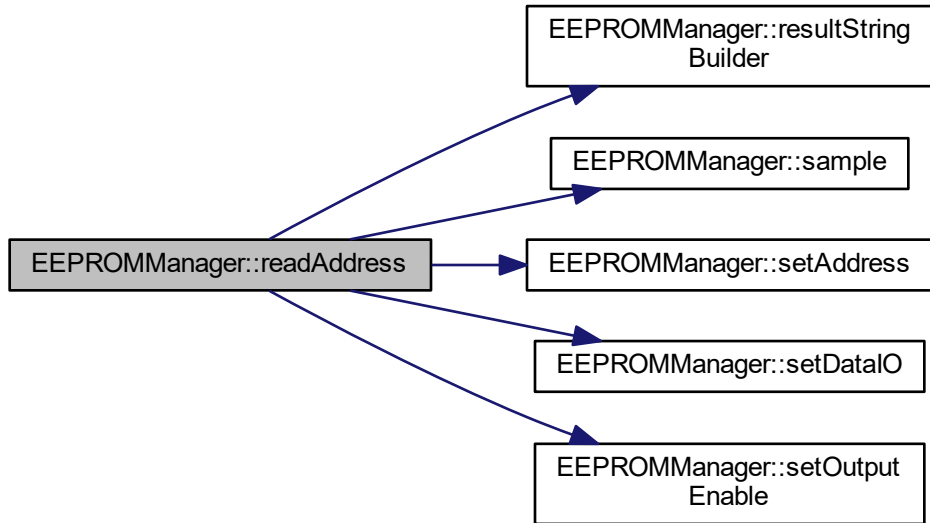 EEPROMManager::resultString
Builder
EEPROMManager::sample
EEPROMManager::readAddress
EEPROMManager::setAddress
EEPROMManager::setDataIO
EEPROMManager::setOutput
Enable